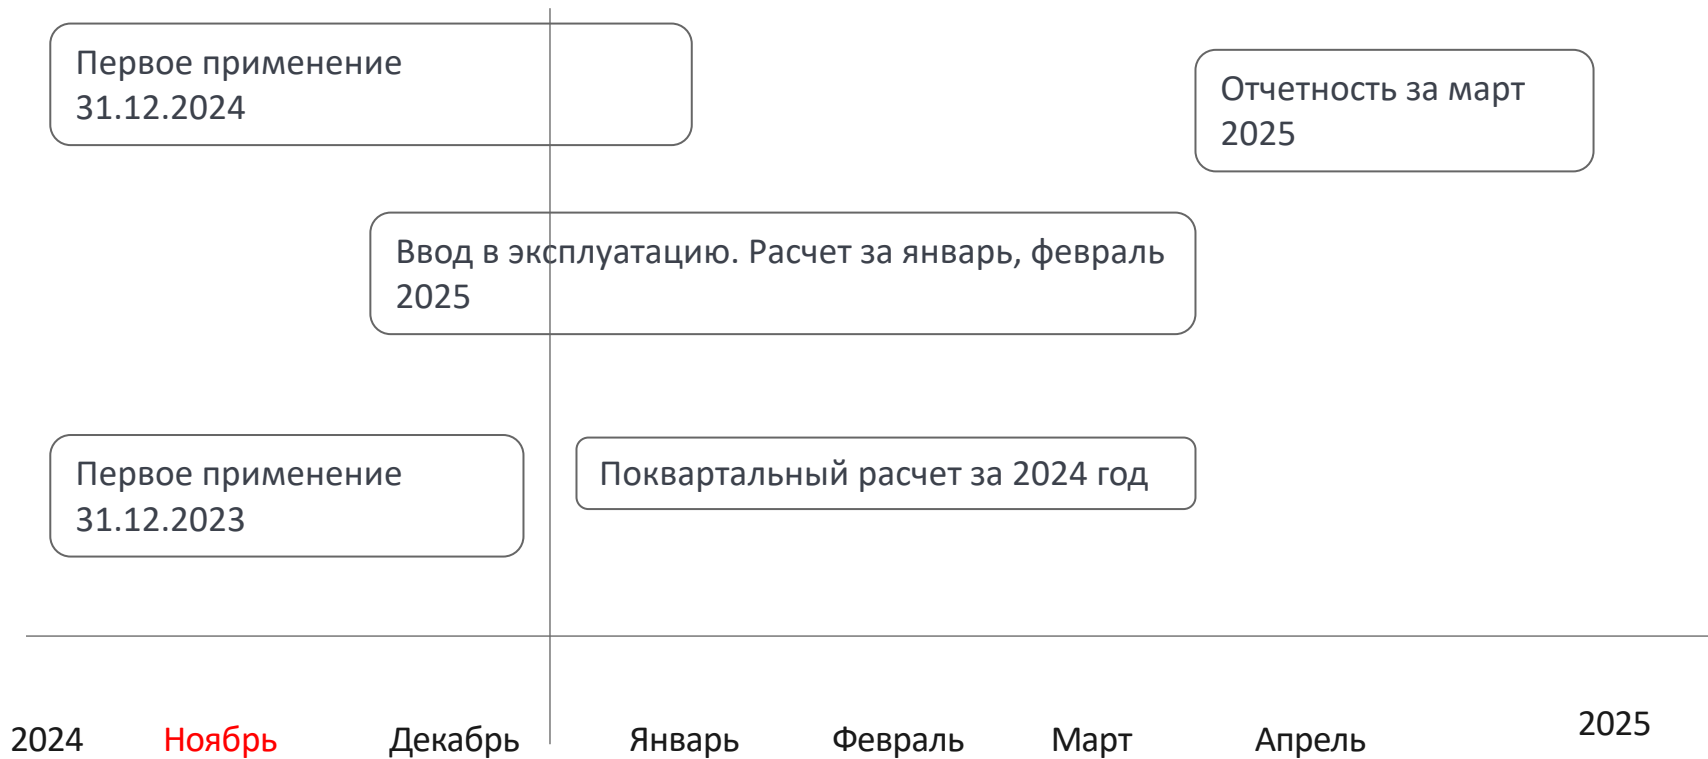 Первое применение
31.12.2024
Отчетность за март
2025
Ввод в эксплуатацию. Расчет за январь, февраль
2025
Первое применение
31.12.2023
Поквартальный расчет за 2024 год
2024 Ноябрь Декабрь Январь Февраль Март Апрель 2025